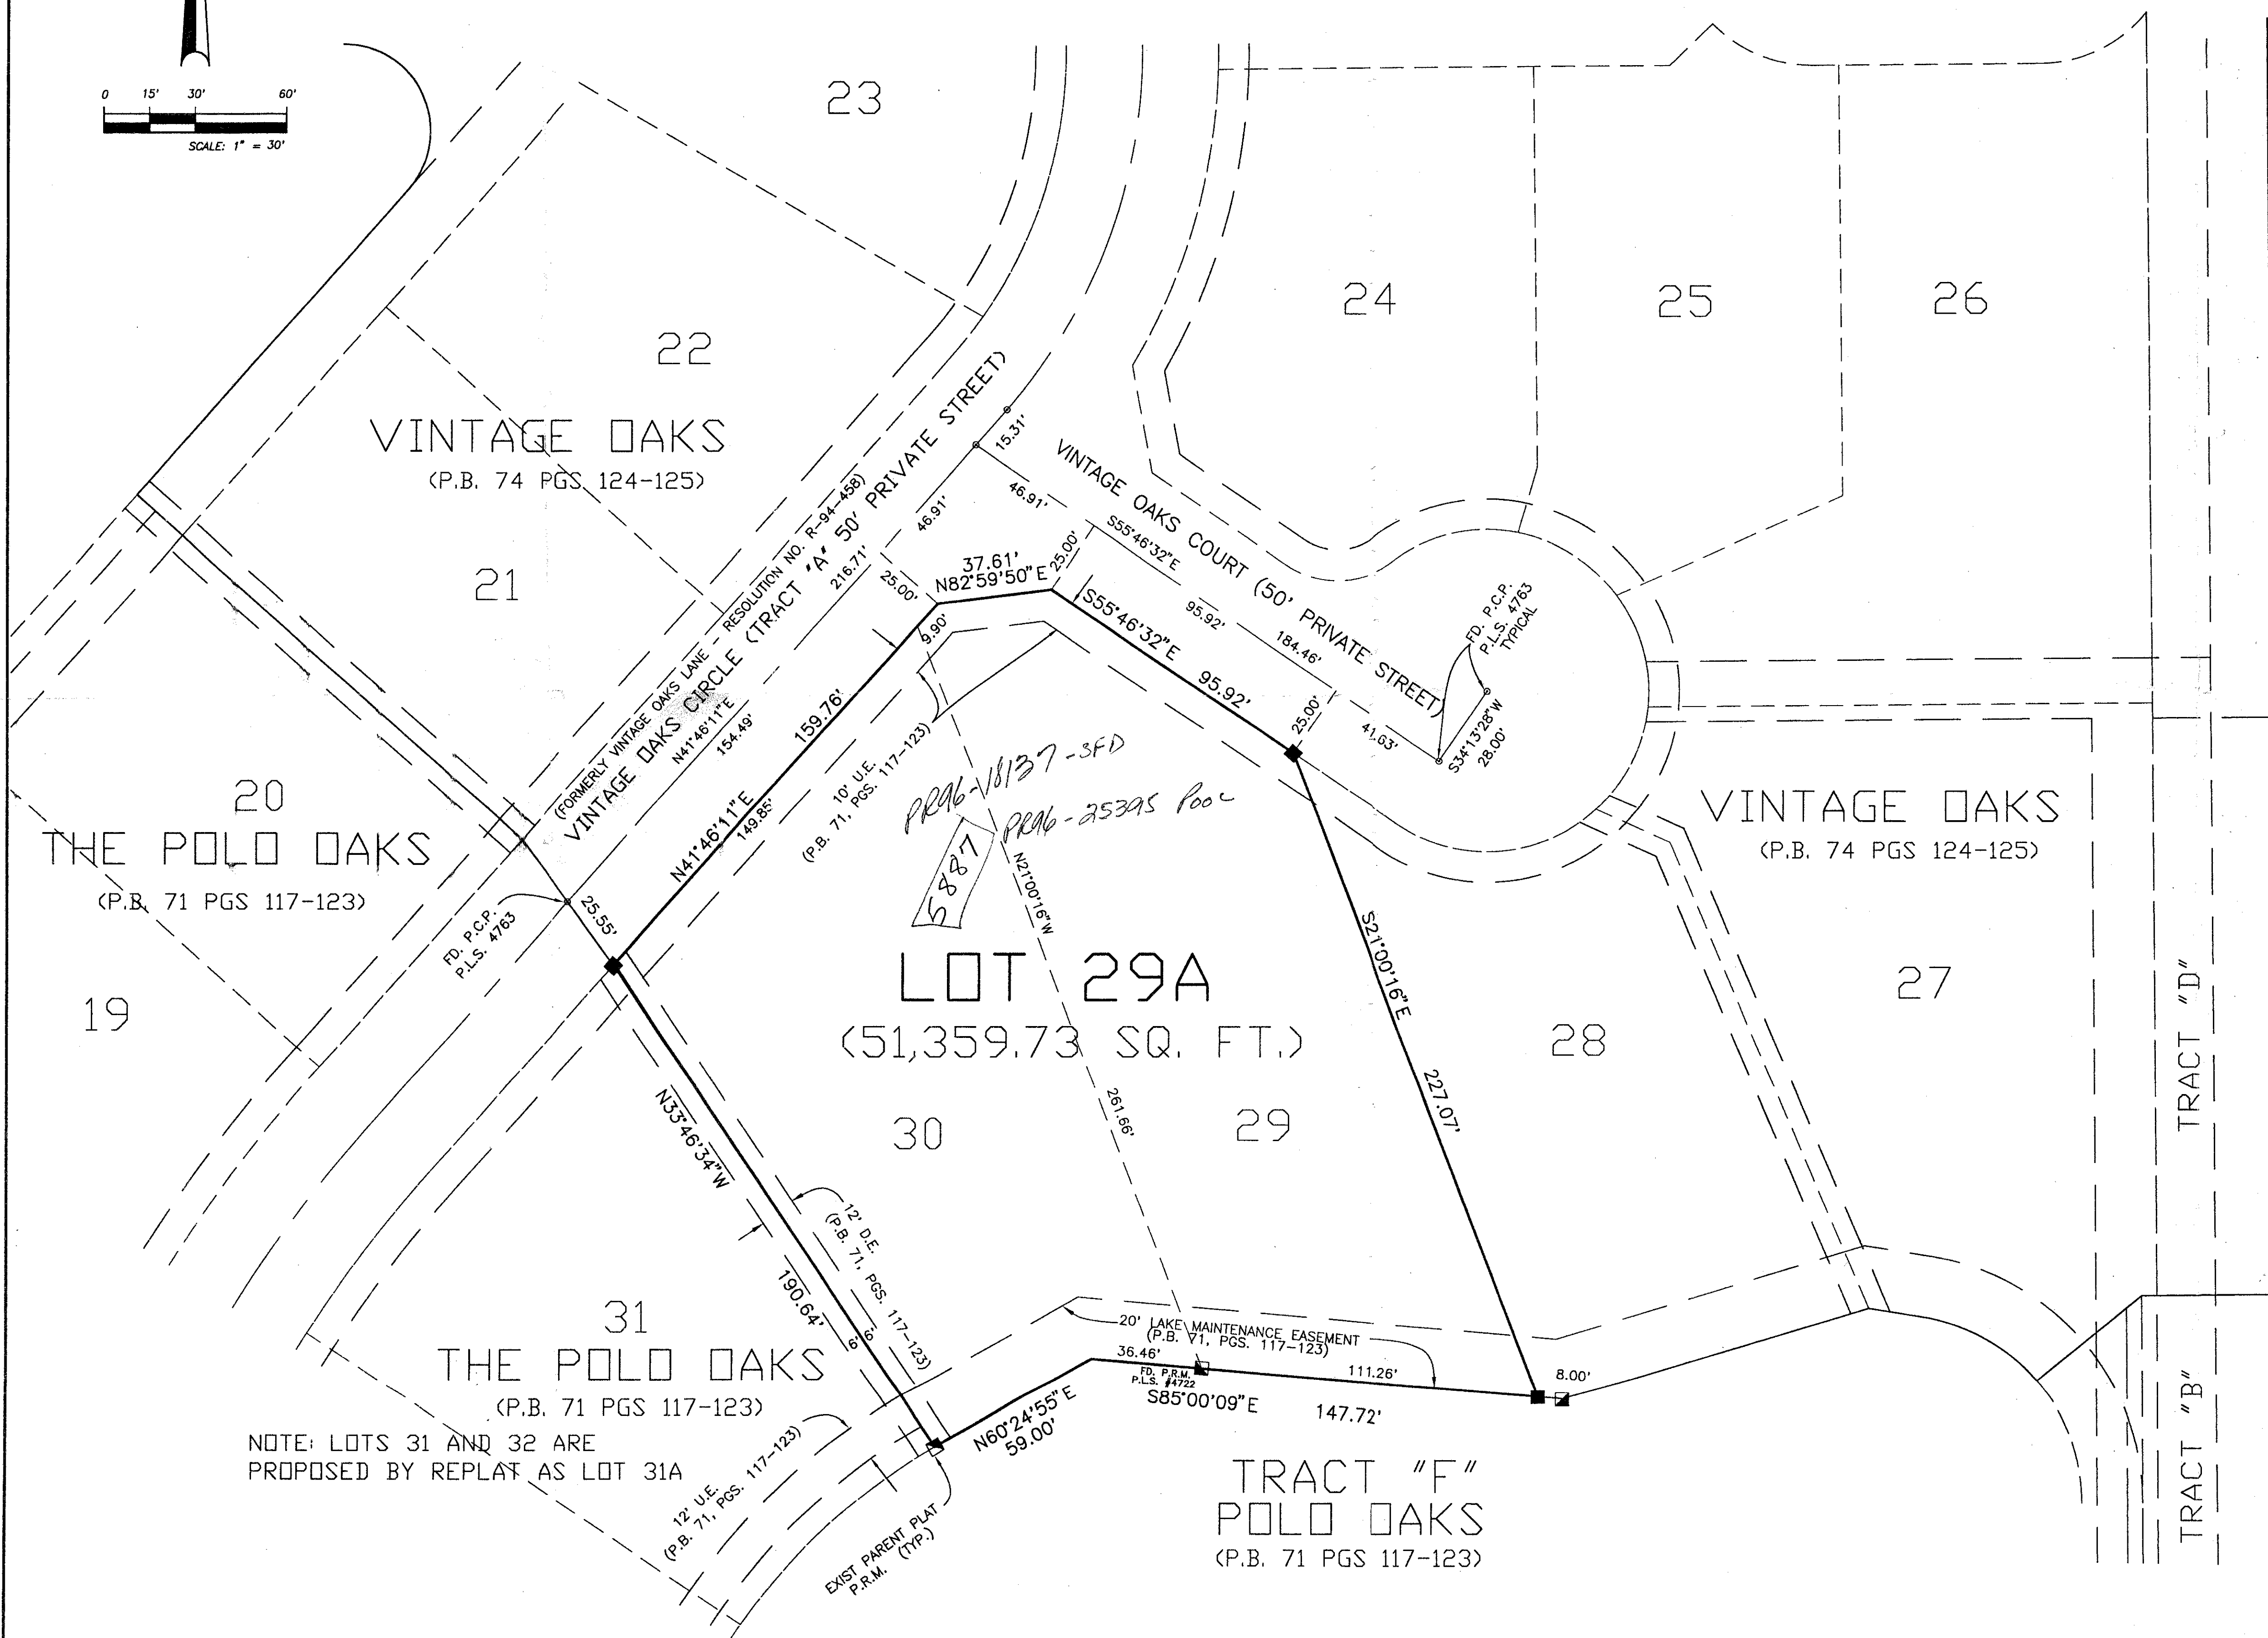 0 15' 30' 60'
SCALE: 1" = 30'
23
22
VINTAGE OAKS
(P.B. 74 PGS 124-125)
21
24
25
26
(FORMERLY VINTAGE OAKS LANE - RESOLUTION NO. R-94-458)
VINTAGE OAKS CIRCLE (TRACT "A" 50' PRIVATE STREET)
N41°46'11"E
154.49'
216.71'
46.91'
15.31'
46.91'
VINTAGE OAKS COURT (50' PRIVATE STREET)
S55°46'32"E
95.92'
184.46'
41.63'
FD. P.C.P.
P.L.S. 4763
TYPICAL
S34°13'28"W
28.00'
25.00'
37.61'
N82°59'50"E
25.00'
S55°46'32"E
95.92'
25.00'
9.90'
159.76'
N41°46'11"E
149.85'
10' U.E.
(P.B. 71, PGS. 117-123)
PR96-18137-SFD
PR96-25395 Pool
5887
N21°00'16"W
261.66'
20
THE POLO OAKS
(P.B. 71 PGS 117-123)
19
FD. P.C.P.
P.L.S. 4763
25.55'
LOT 29A
(51,359.73 SQ. FT.)
30
29
S21°00'16"E
227.07'
28
VINTAGE OAKS
(P.B. 74 PGS 124-125)
27
TRACT "D"
TRACT "B"
N33°46'34"W
190.64'
12' D.E.
(P.B. 71, PGS. 117-123)
6' 6'
31
THE POLO OAKS
(P.B. 71 PGS 117-123)
NOTE: LOTS 31 AND 32 ARE
PROPOSED BY REPLAT AS LOT 31A
20' LAKE MAINTENANCE EASEMENT
(P.B. 71, PGS. 117-123)
36.46'
FD. P.R.M.
P.L.S. #4722
111.26'
8.00'
S85°00'09"E
147.72'
N60°24'55"E
59.00'
12' U.E.
(P.B. 71, PGS. 117-123)
EXIST PARENT PLAT
P.R.M. (TYP.)
TRACT "F"
POLO OAKS
(P.B. 71 PGS 117-123)